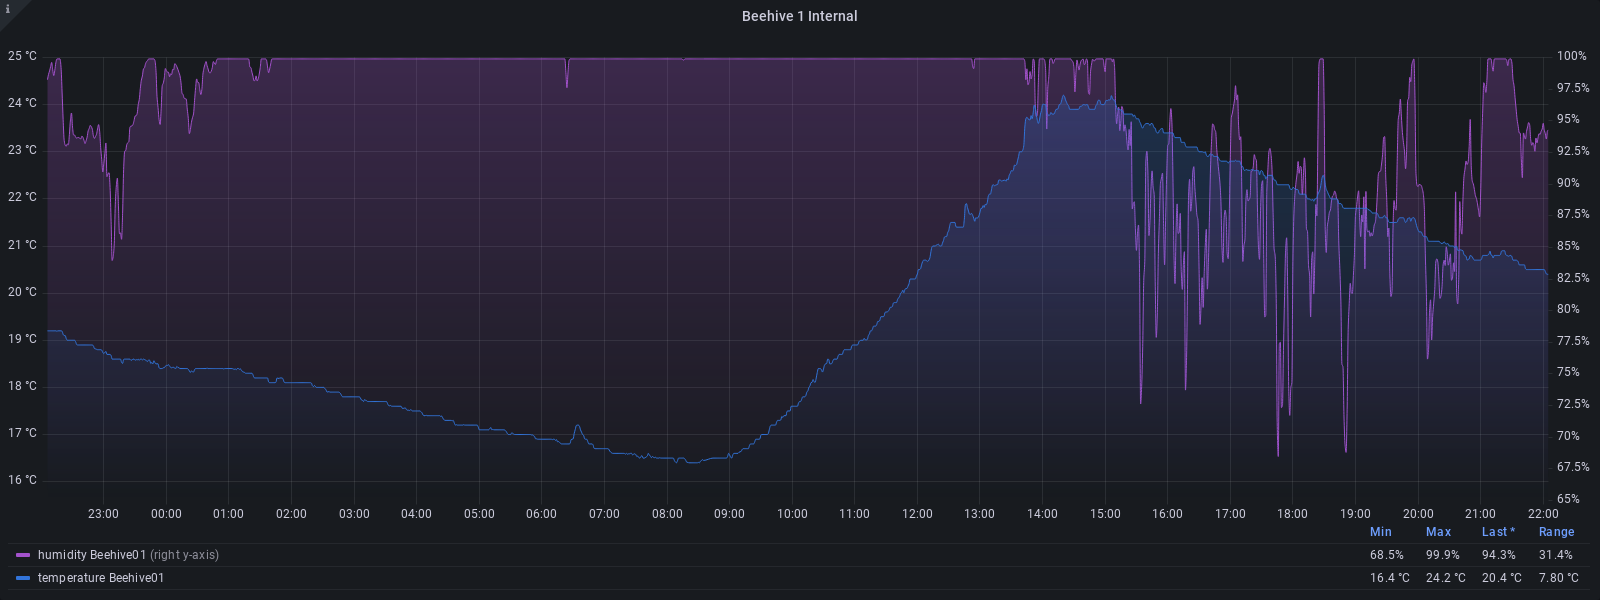 i
Beehive 1 Internal
25 °C 100%
24 °C 97.5%
23 °C 95%
22 °C 92.5%
21 °C 90%
20 °C 87.5%
19 °C 85%
18 °C 82.5%
17 °C 80%
16 °C 77.5%
75%
72.5%
70%
67.5%
65%
23:00 00:00 01:00 02:00 03:00 04:00 05:00 06:00 07:00 08:00 09:00 10:00 11:00 12:00 13:00 14:00 15:00 16:00 17:00 18:00 19:00 20:00 21:00 22:00
Min Max Last * Range
humidity Beehive01 (right y-axis) 68.5% 99.9% 94.3% 31.4%
temperature Beehive01 16.4 °C 24.2 °C 20.4 °C 7.80 °C